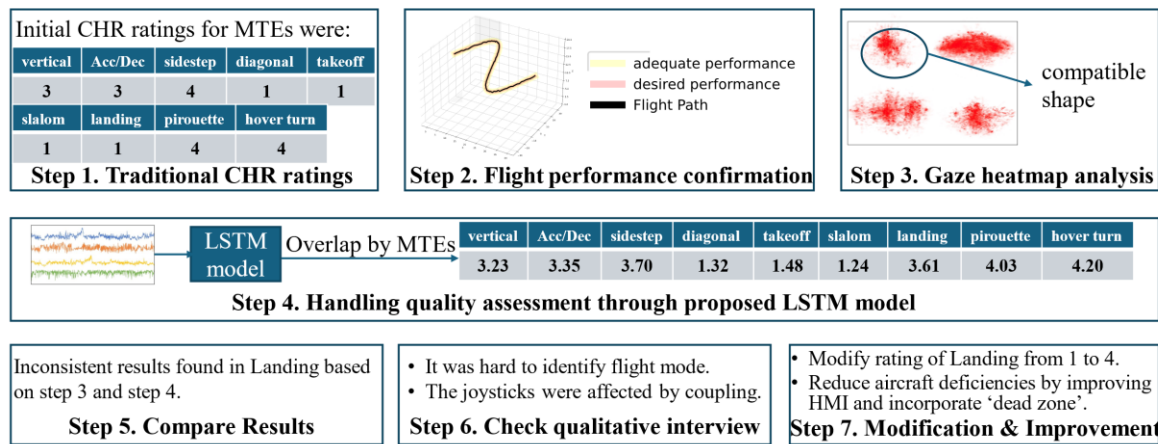 Initial CHR ratings for MTEs were:
vertical Acc/Dec sidestep diagonal takeoff
3 3 4 1 1
slalom landing pirouette hover turn
1 1 4 4
Step 1. Traditional CHR ratings
adequate performance
desired performance
Flight Path
Step 2. Flight performance confirmation
compatible
shape
Step 3. Gaze heatmap analysis
LSTM
model
Overlap by MTEs
vertical Acc/Dec sidestep diagonal takeoff slalom landing pirouette hover turn
3.23 3.35 3.70 1.32 1.48 1.24 3.61 4.03 4.20
Step 4. Handling quality assessment through proposed LSTM model
Inconsistent results found in Landing based
on step 3 and step 4.
Step 5. Compare Results
• It was hard to identify flight mode.
• The joysticks were affected by coupling.
Step 6. Check qualitative interview
• Modify rating of Landing from 1 to 4.
• Reduce aircraft deficiencies by improving
HMI and incorporate ‘dead zone’.
Step 7. Modification & Improvement